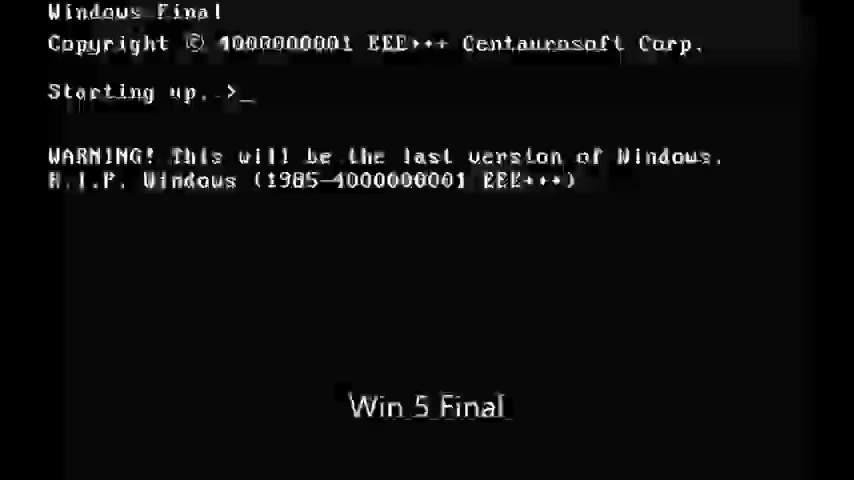 Windows Final
Copyright © 4000000001 EEE+++ Centaurosoft Corp.
Starting up..>_
WARNING! This will be the last version of Windows.
R.I.P. Windows (1985-4000000001 EEE+++)
Win 5 Final